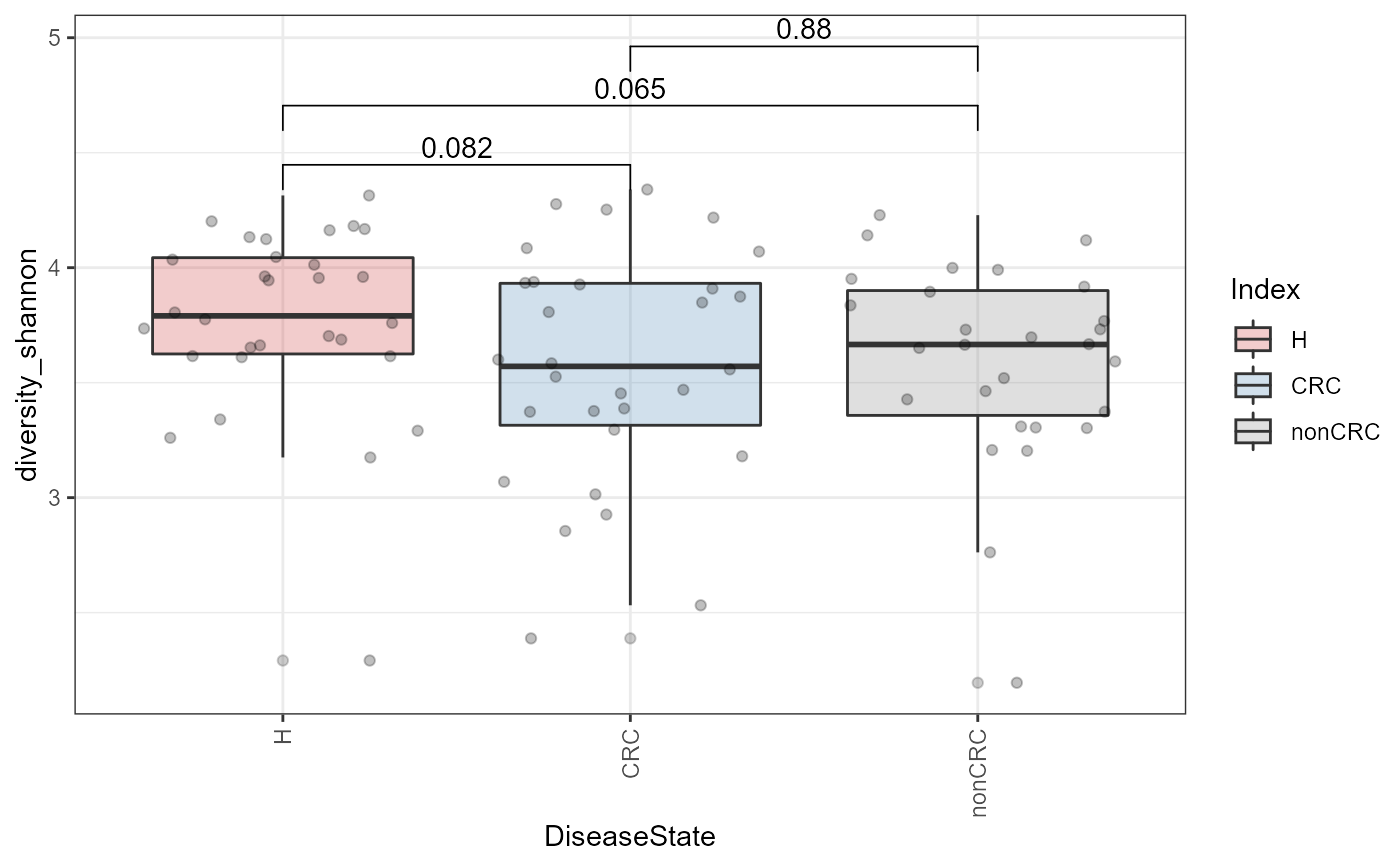 0.88
0.065
0.082
5
4
3
diversity_shannon
H
CRC
nonCRC
DiseaseState
Index
H
CRC
nonCRC